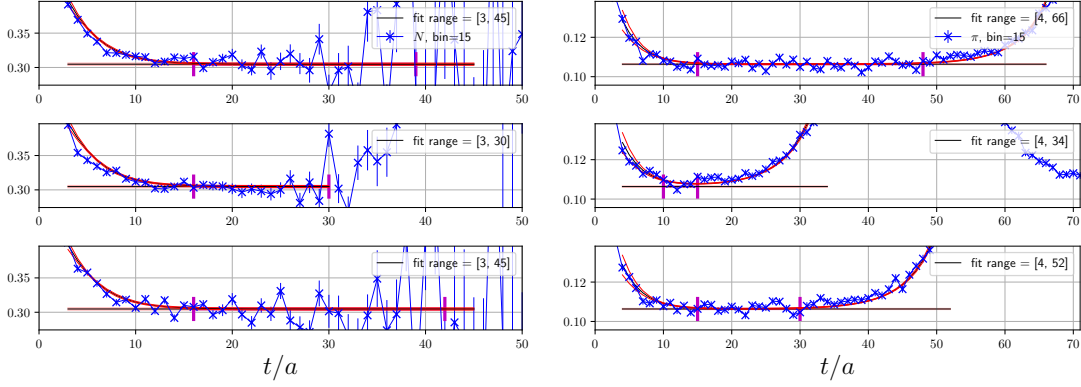 fit range = [3, 45]
N, bin=15
0.35
0.30
0 10 20 30 40 50
fit range = [4, 66]
π, bin=15
0.12
0.10
0 10 20 30 40 50 60 70
fit range = [3, 30]
0.35
0.30
0 10 20 30 40 50
fit range = [4, 34]
0.12
0.10
0 10 20 30 40 50 60 70
fit range = [3, 45]
0.35
0.30
0 10 20 30 40 50
t/a
fit range = [4, 52]
0.12
0.10
0 10 20 30 40 50 60 70
t/a